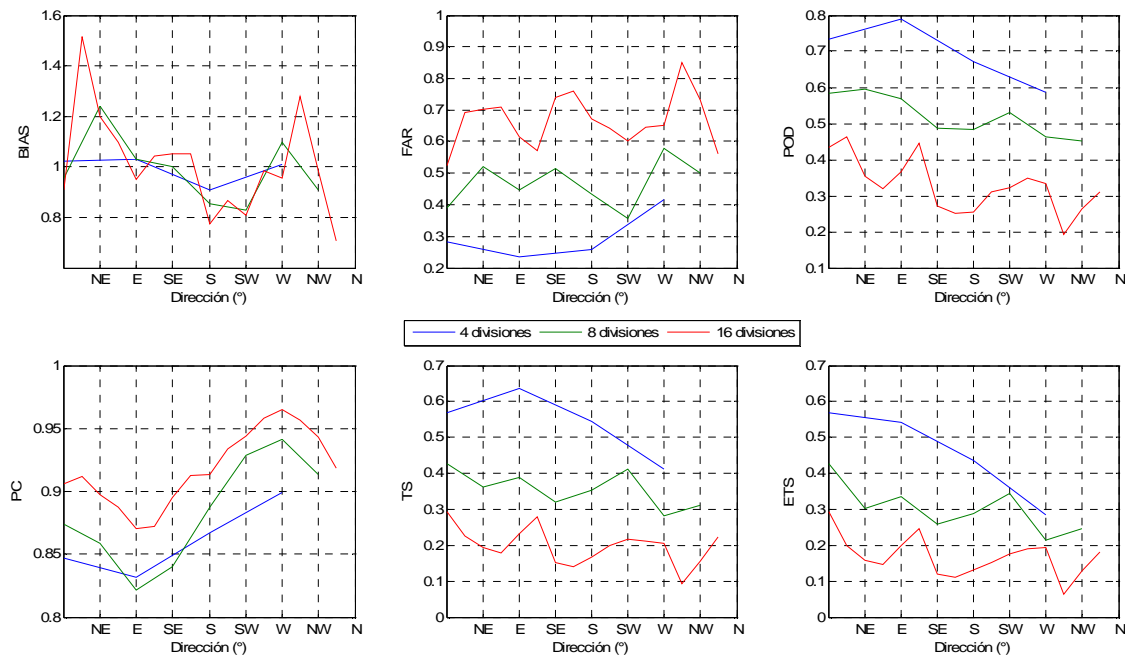 1.6
1.4
1.2
1
0.8
BIAS
NE E SE S SW W NW N
Dirección (°)
1
0.9
0.8
0.7
0.6
0.5
0.4
0.3
0.2
FAR
NE E SE S SW W NW N
Dirección (°)
0.8
0.7
0.6
0.5
0.4
0.3
0.2
0.1
POD
NE E SE S SW W NW N
Dirección (°)
4 divisiones 8 divisiones 16 divisiones
1
0.95
0.9
0.85
0.8
PC
NE E SE S SW W NW N
Dirección (°)
0.7
0.6
0.5
0.4
0.3
0.2
0.1
0
TS
NE E SE S SW W NW N
Dirección (°)
0.7
0.6
0.5
0.4
0.3
0.2
0.1
0
ETS
NE E SE S SW W NW N
Dirección (°)